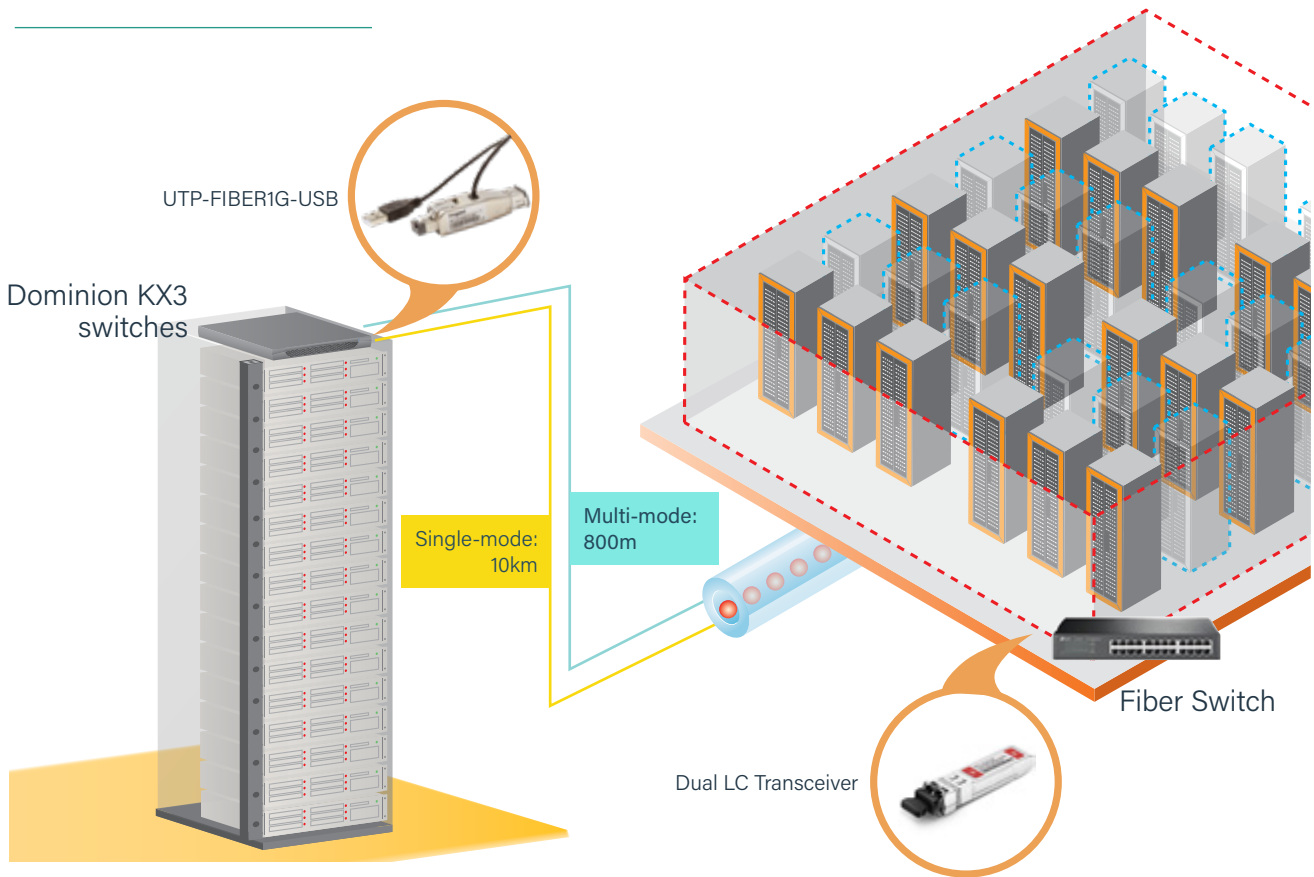 UTP-FIBER1G-USB
Dominion KX3
switches
Single-mode:
10km
Multi-mode:
800m
Fiber Switch
Dual LC Transceiver